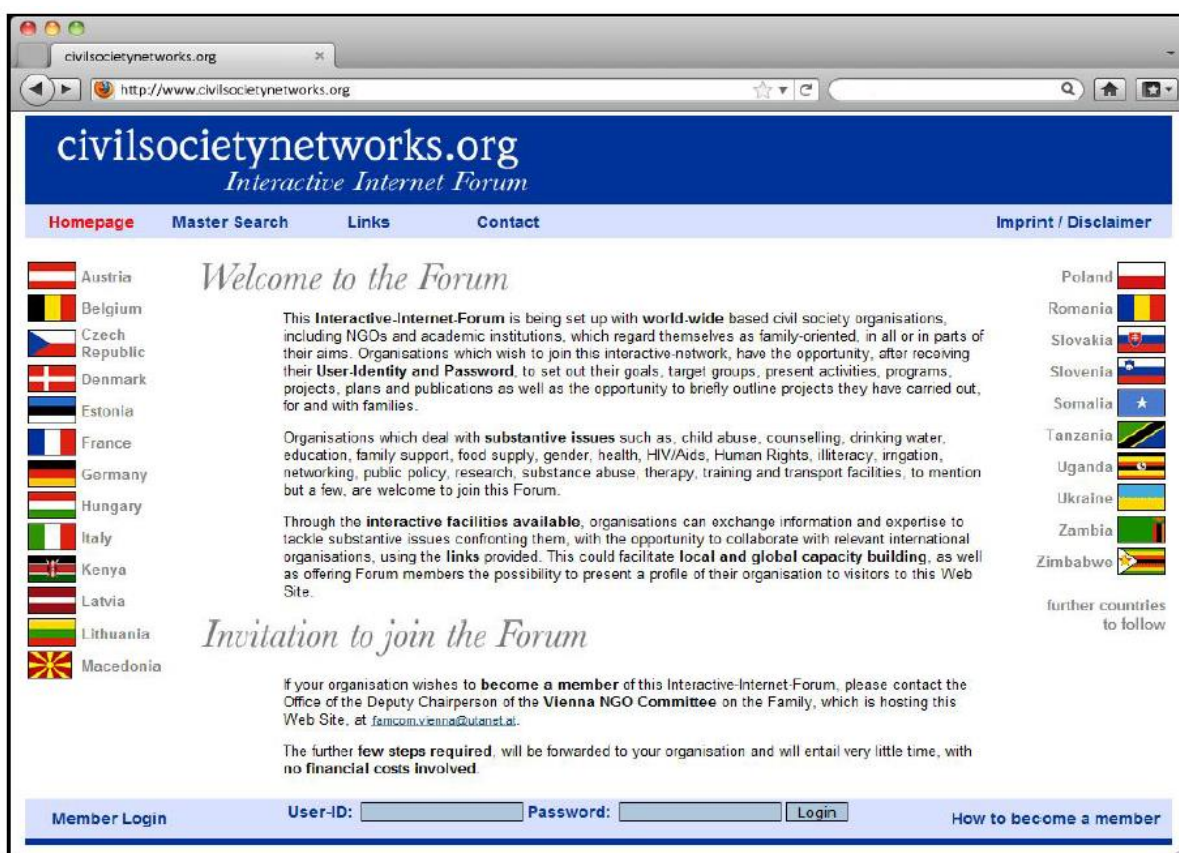 civilsocietynetworks.org
http://www.civilsocietynetworks.org
civilsocietynetworks.org
Interactive Internet Forum
Homepage Master Search Links Contact Imprint / Disclaimer
Austria
Belgium
Czech
Republic
Denmark
Estonia
France
Germany
Hungary
Italy
Kenya
Latvia
Lithuania
Macedonia
Welcome to the Forum
This Interactive-Internet-Forum is being set up with world-wide based civil society organisations,
including NGOs and academic institutions, which regard themselves as family-oriented, in all or in parts of
their aims. Organisations which wish to join this interactive-network, have the opportunity, after receiving
their User-Identity and Password, to set out their goals, target groups, present activities, programs,
projects, plans and publications as well as the opportunity to briefly outline projects they have carried out,
for and with families.
Organisations which deal with substantive issues such as, child abuse, counselling, drinking water,
education, family support, food supply, gender, health, HIV/Aids, Human Rights, illiteracy, irrigation,
networking, public policy, research, substance abuse, therapy, training and transport facilities, to mention
but a few, are welcome to join this Forum.
Through the interactive facilities available, organisations can exchange information and expertise to
tackle substantive issues confronting them, with the opportunity to collaborate with relevant international
organisations, using the links provided. This could facilitate local and global capacity building, as well
as offering Forum members the possibility to present a profile of their organisation to visitors to this Web
Site.
Invitation to join the Forum
If your organisation wishes to become a member of this Interactive-Internet-Forum, please contact the
Office of the Deputy Chairperson of the Vienna NGO Committee on the Family, which is hosting this
Web Site, at famcom.vienna@utanet.at.
The further few steps required, will be forwarded to your organisation and will entail very little time, with
no financial costs involved.
Poland
Romania
Slovakia
Slovenia
Somalia
Tanzania
Uganda
Ukraine
Zambia
Zimbabwe
further countries
to follow
Member Login User-ID: Password: Login How to become a member